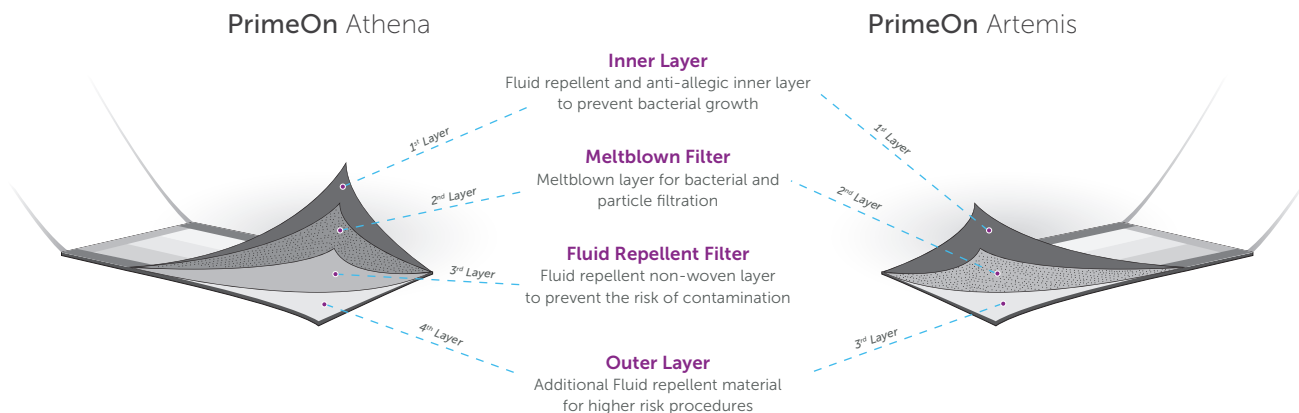 PrimeOn Athena
PrimeOn Artemis
Inner Layer
Fluid repellent and anti-allegic inner layer
to prevent bacterial growth
1st Layer
1st Layer
Meltblown Filter
Meltblown layer for bacterial and
particle filtration
2nd Layer
2nd Layer
Fluid Repellent Filter
Fluid repellent non-woven layer
to prevent the risk of contamination
3rd Layer
Outer Layer
Additional Fluid repellent material
for higher risk procedures
4th Layer
3rd Layer